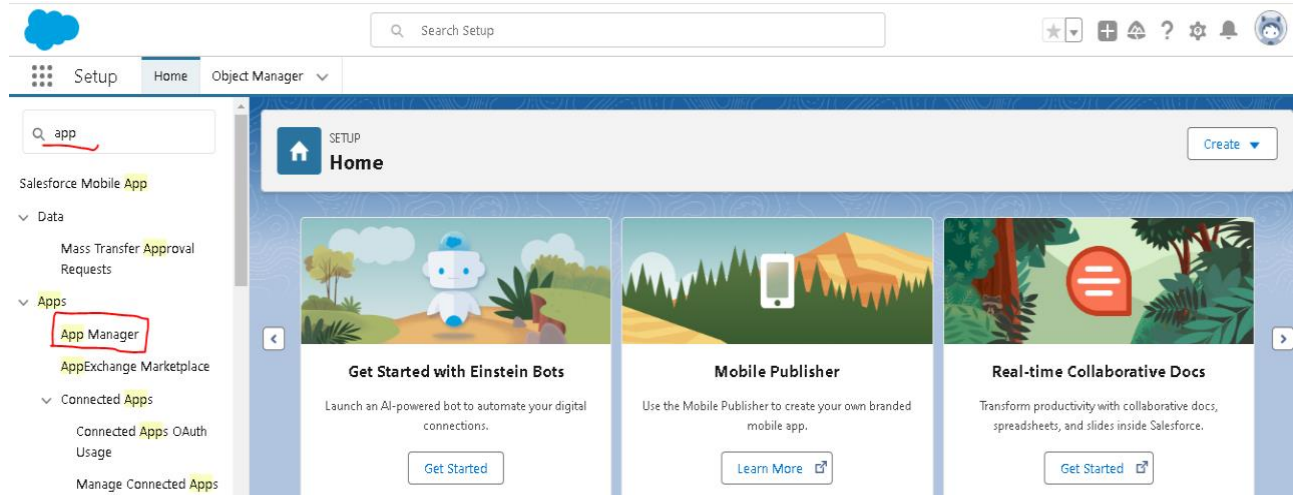 Search Setup
Setup
Home
Object Manager
app
Salesforce Mobile App
Data
Mass Transfer Approval
Requests
Apps
App Manager
AppExchange Marketplace
Connected Apps
Connected Apps OAuth
Usage
Manage Connected Apps
SETUP
Home
Create
Get Started with Einstein Bots
Launch an AI-powered bot to automate your digital
connections.
Get Started
Mobile Publisher
Use the Mobile Publisher to create your own branded
mobile app.
Learn More
Real-time Collaborative Docs
Transform productivity with collaborative docs,
spreadsheets, and slides inside Salesforce.
Get Started